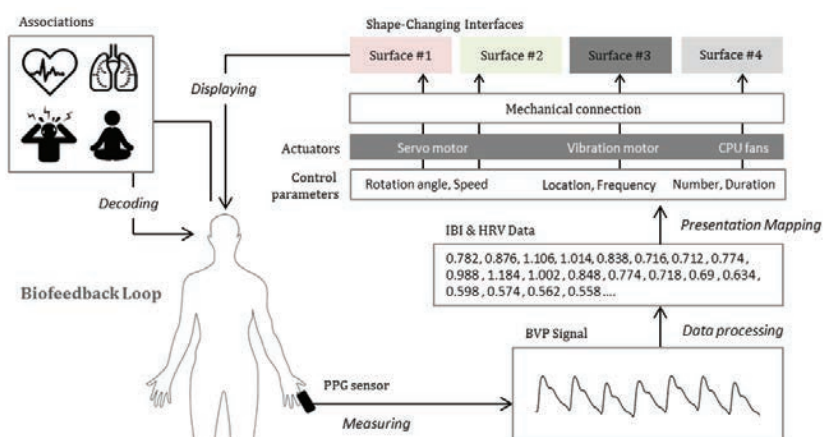 Associations
Shape-Changing Interfaces
Surface #1 Surface #2 Surface #3 Surface #4
Displaying
Mechanical connection
Actuators
Servo motor Vibration motor CPU fans
Control
parameters
Rotation angle, Speed Location, Frequency Number, Duration
Decoding
IBI & HRV Data
Presentation Mapping
0.782, 0.876, 1.106, 1.014, 0.838, 0.716, 0.712, 0.774,
0.988, 1.184, 1.002, 0.848, 0.774, 0.718, 0.69, 0.634,
0.598, 0.574, 0.562, 0.558....
Biofeedback Loop
BVP Signal
Data processing
PPG sensor
Measuring